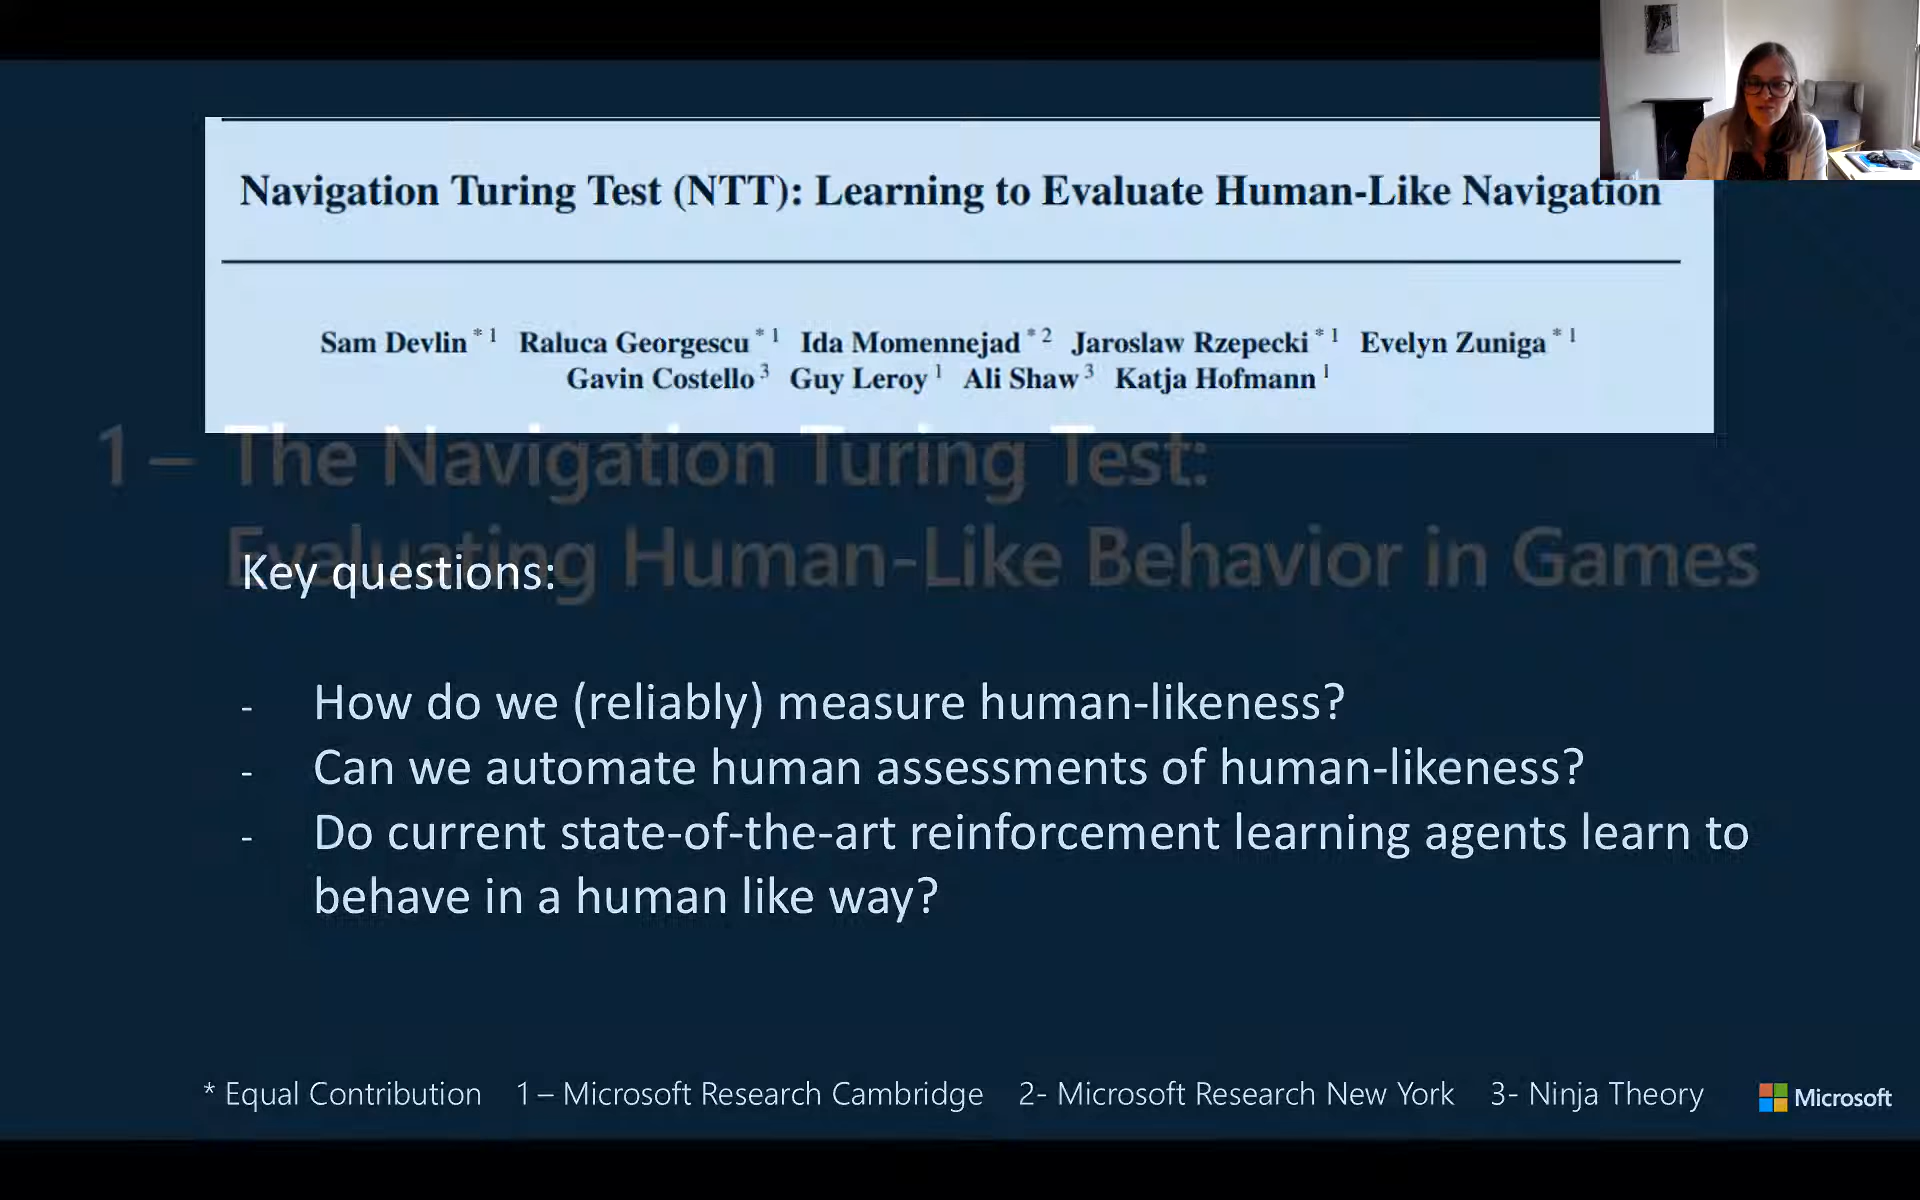 Navigation Turing Test (NTT): Learning to Evaluate Human-Like Navigation
Sam Devlin * 1 Raluca Georgescu * 1 Ida Momennejad * 2 Jaroslaw Rzepecki * 1 Evelyn Zuniga * 1
Gavin Costello 3 Guy Leroy 1 Ali Shaw 3 Katja Hofmann 1
1 – The Navigation Turing Test:
Evaluating Human-Like Behavior in Games
Key questions:
- How do we (reliably) measure human-likeness?
- Can we automate human assessments of human-likeness?
- Do current state-of-the-art reinforcement learning agents learn to
behave in a human like way?
* Equal Contribution 1 – Microsoft Research Cambridge 2- Microsoft Research New York 3- Ninja Theory
Microsoft